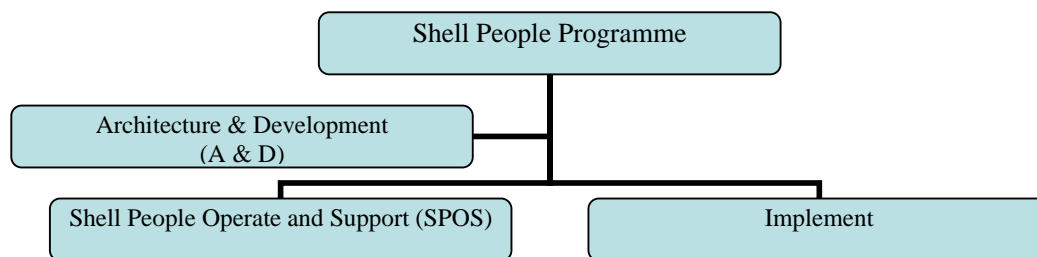 Shell People Programme
Architecture & Development
(A & D)
Shell People Operate and Support (SPOS)
Implement